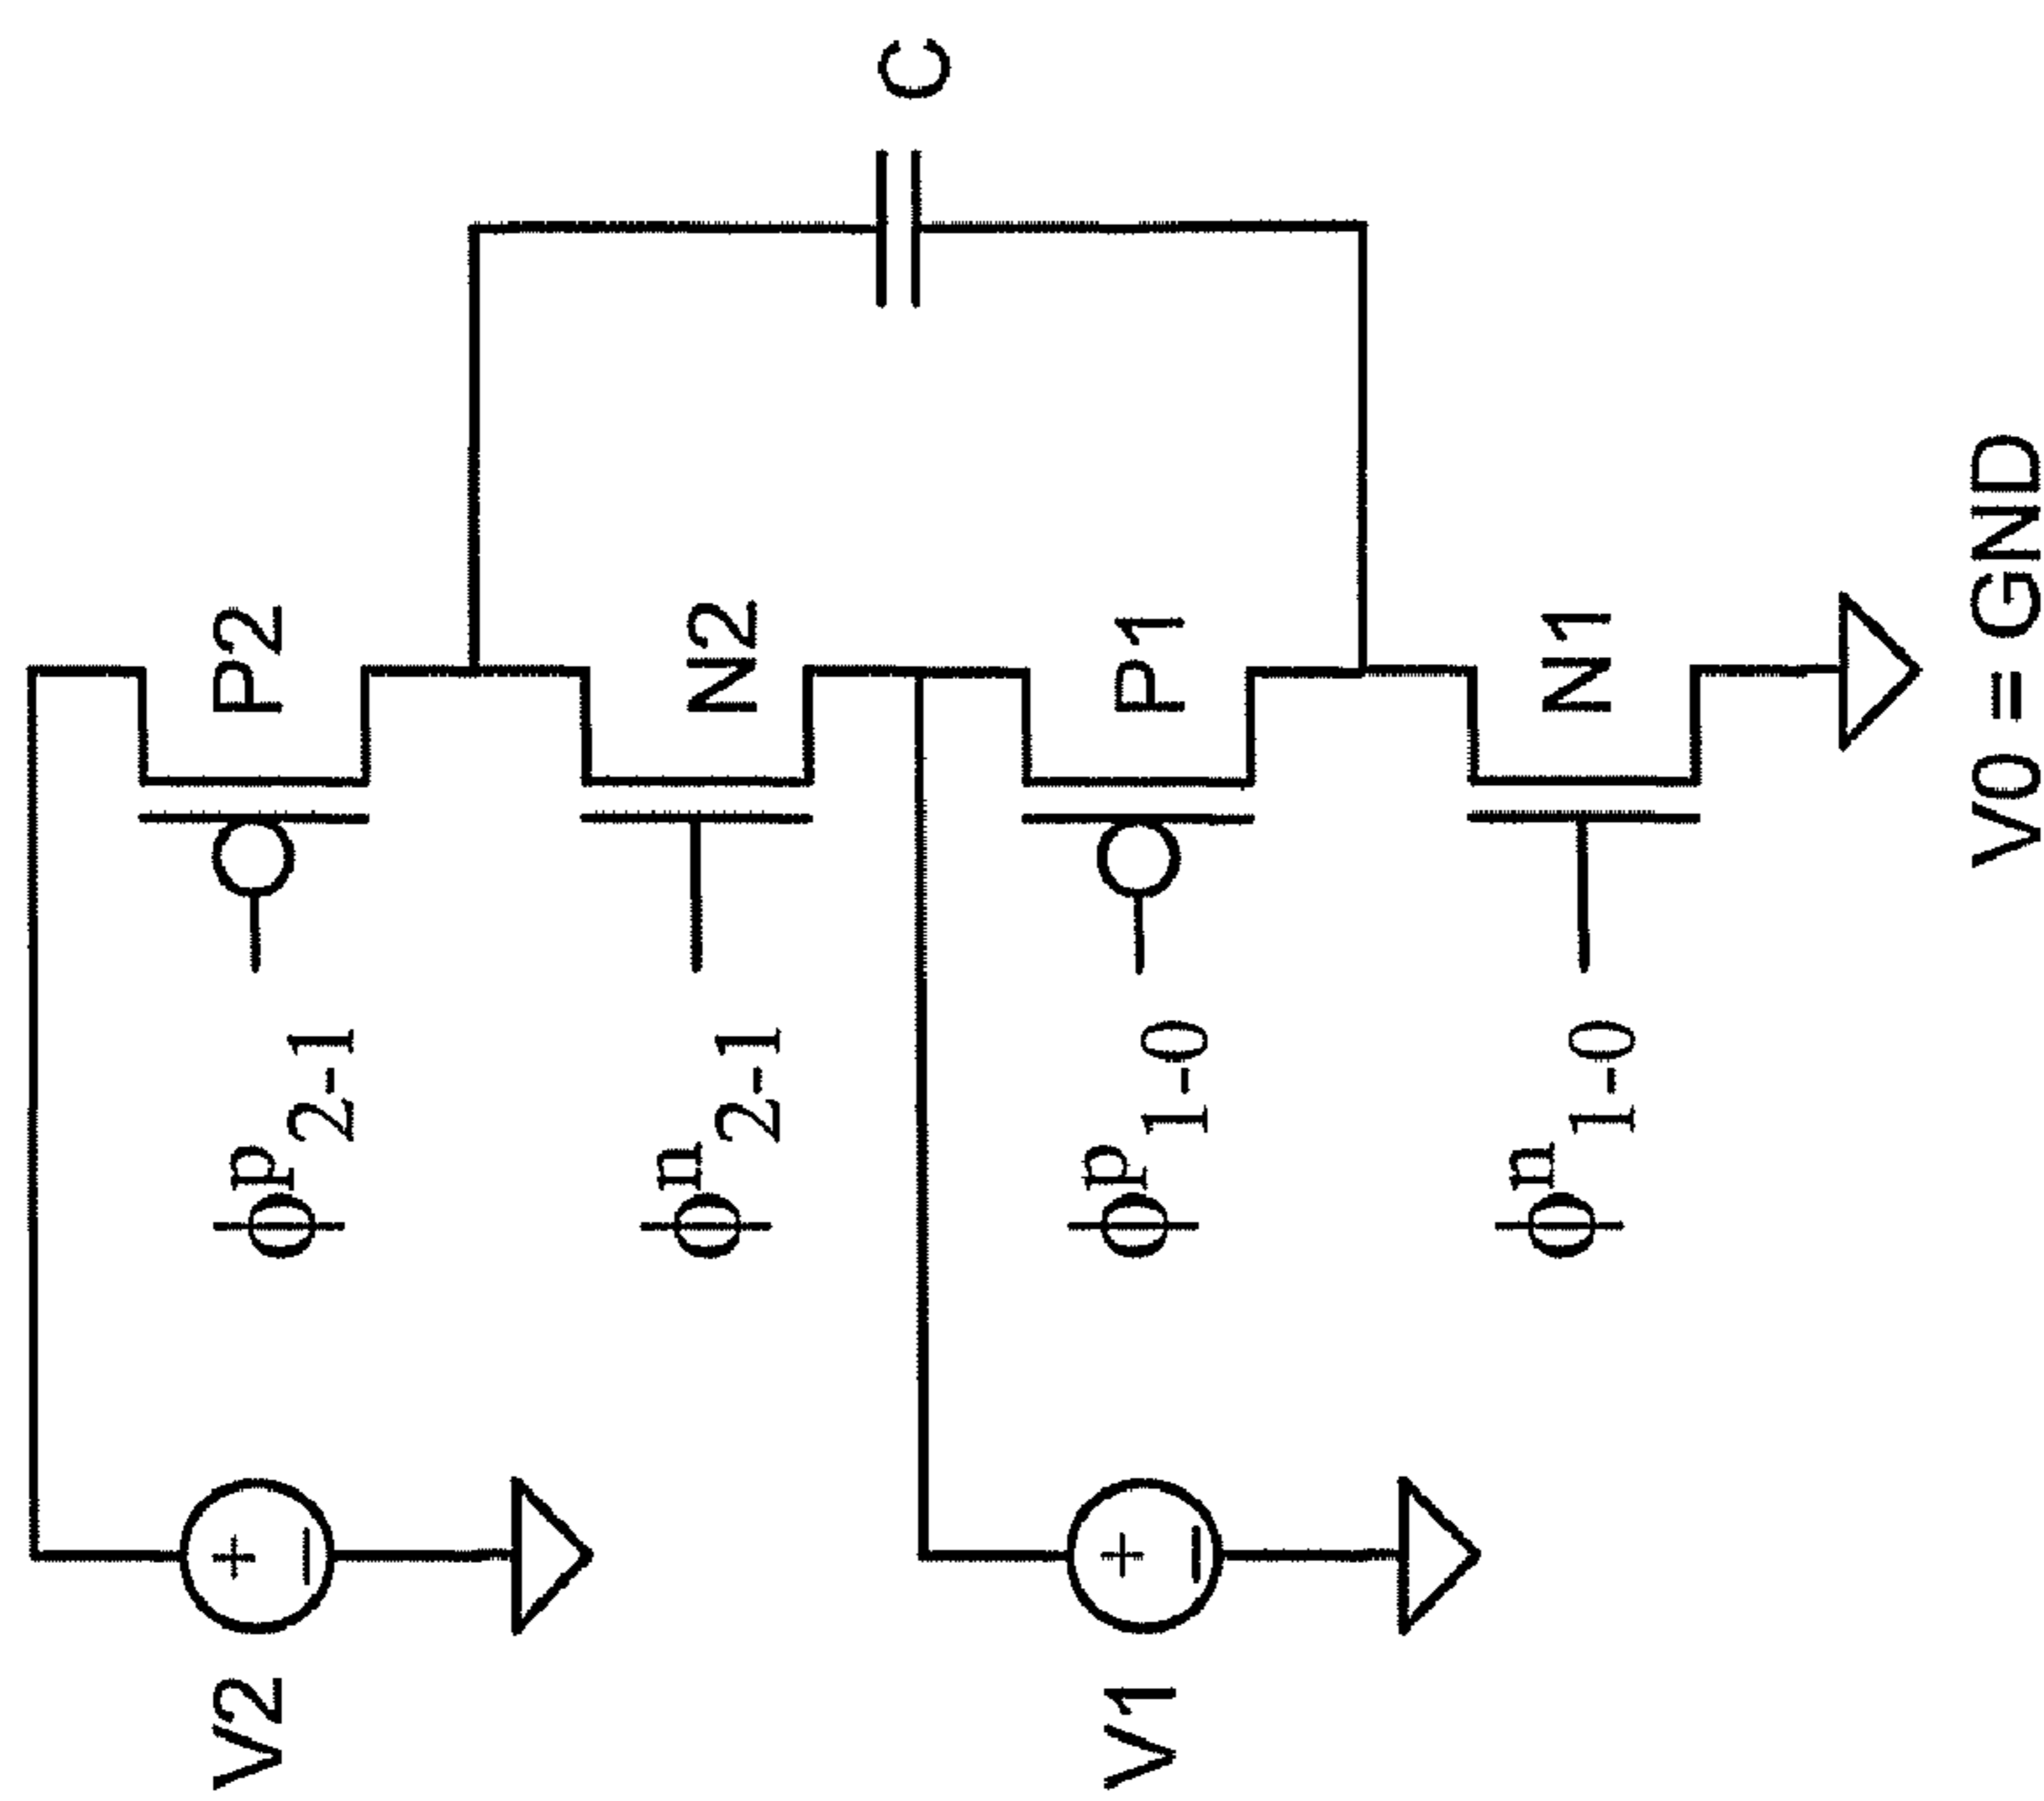 V2
+
−
V1
+
−
ϕp2-1
ϕn2-1
ϕp1-0
ϕn1-0
P2
N2
P1
N1
C
V0 = GND